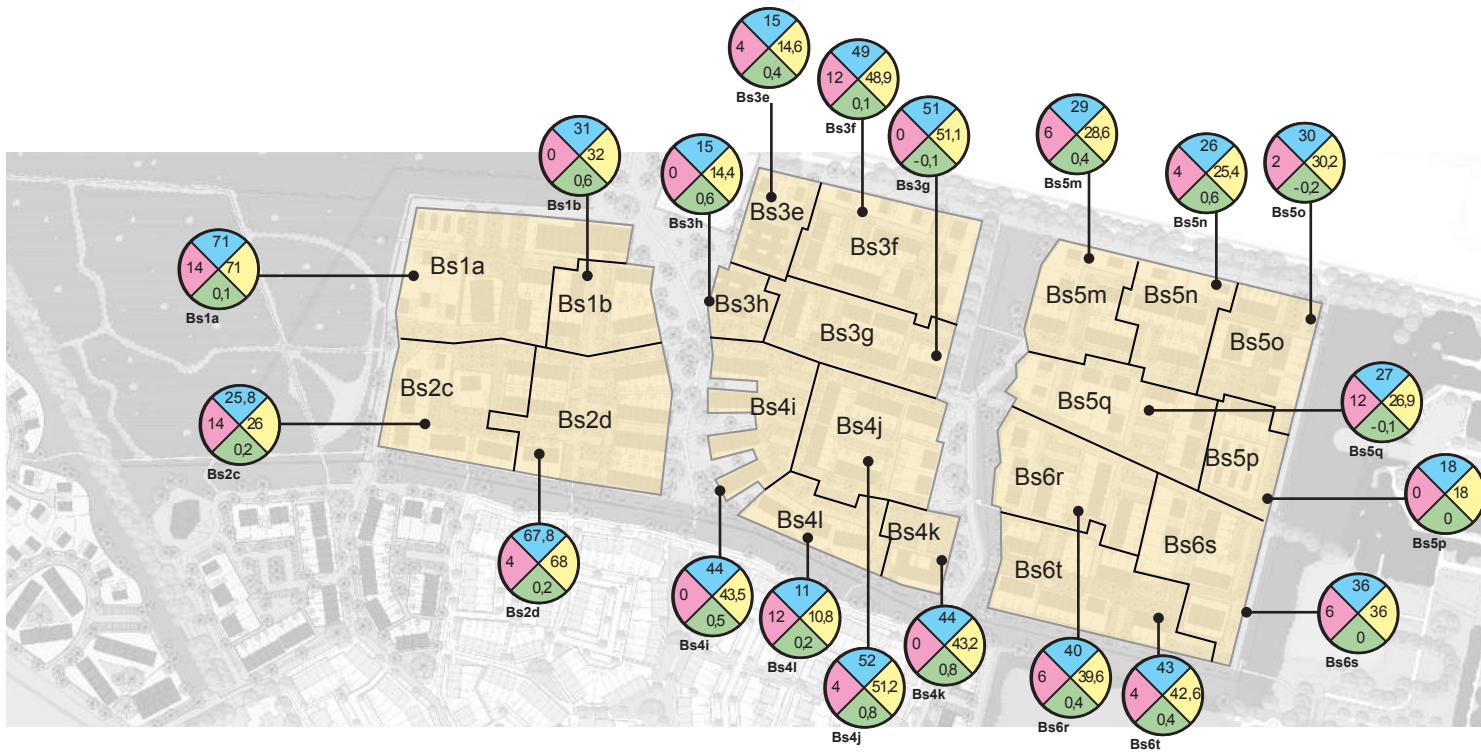 15
4
14,6
0,4
Bs3e
49
12
48,9
0,1
Bs3f
51
0
51,1
-0,1
Bs3g
31
0
32
0,6
Bs1b
15
0
14,4
0,6
Bs3h
29
6
28,6
0,4
Bs5m
26
4
25,4
0,6
Bs5n
30
2
30,2
-0,2
Bs5o
71
14
71
0,1
Bs1a
Bs1a
Bs1b
Bs3e
Bs3f
Bs3h
Bs3g
Bs5m
Bs5n
Bs5o
Bs2c
Bs2d
Bs4i
Bs4j
Bs5q
Bs5p
Bs4l
Bs4k
Bs6r
Bs6s
Bs6t
25,8
14
26
0,2
Bs2c
27
12
26,9
-0,1
Bs5q
18
0
18
0
Bs5p
67,8
4
68
0,2
Bs2d
44
0
43,5
0,5
Bs4i
11
12
10,8
0,2
Bs4l
52
4
51,2
0,8
Bs4j
44
0
43,2
0,8
Bs4k
40
6
39,6
0,4
Bs6r
43
4
42,6
0,4
Bs6t
36
6
36
0
Bs6s